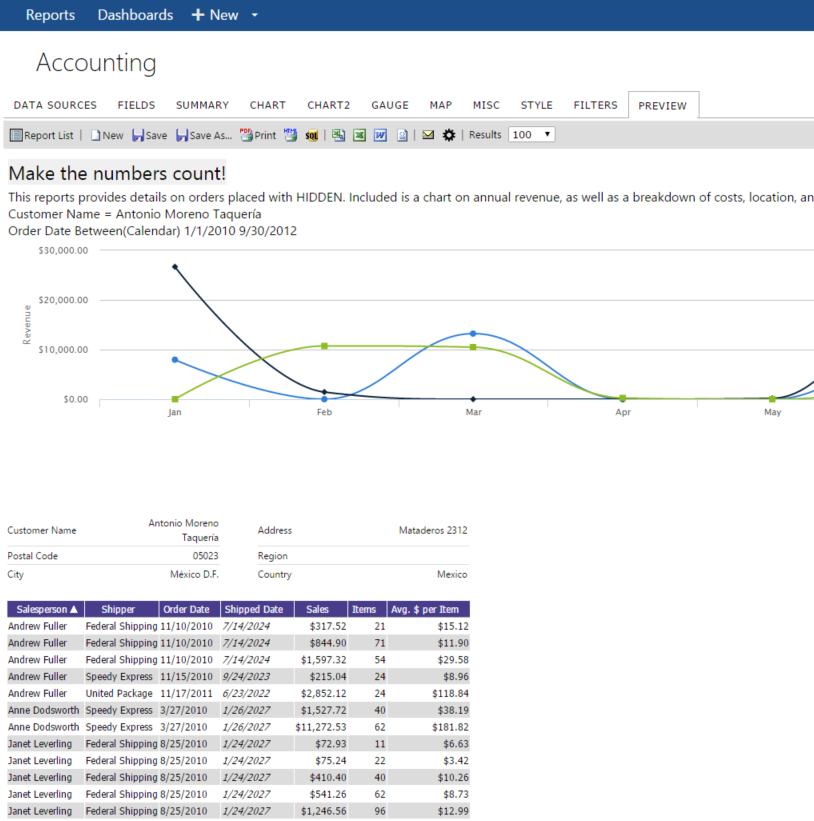 Reports Dashboards + New
Accounting
DATA SOURCES FIELDS SUMMARY CHART CHART2 GAUGE MAP MISC STYLE FILTERS PREVIEW
Report List | New Save Save As... PDF Print HTML SQL | | Results 100
Make the numbers count!
This reports provides details on orders placed with HIDDEN. Included is a chart on annual revenue, as well as a breakdown of costs, location, an
Customer Name = Antonio Moreno Taquería
Order Date Between(Calendar) 1/1/2010 9/30/2012
$30,000.00
$20,000.00
$10,000.00
$0.00
Revenue
Jan Feb Mar Apr May
Customer Name Antonio Moreno Taquería Address Mataderos 2312
Postal Code 05023 Region
City México D.F. Country Mexico
Salesperson ▲ Shipper Order Date Shipped Date Sales Items Avg. $ per Item
Andrew Fuller Federal Shipping 11/10/2010 7/14/2024 $317.52 21 $15.12
Andrew Fuller Federal Shipping 11/10/2010 7/14/2024 $844.90 71 $11.90
Andrew Fuller Federal Shipping 11/10/2010 7/14/2024 $1,597.32 54 $29.58
Andrew Fuller Speedy Express 11/15/2010 9/24/2023 $215.04 24 $8.96
Andrew Fuller United Package 11/17/2011 6/23/2022 $2,852.12 24 $118.84
Anne Dodsworth Speedy Express 3/27/2010 1/26/2027 $1,527.72 40 $38.19
Anne Dodsworth Speedy Express 3/27/2010 1/26/2027 $11,272.53 62 $181.82
Janet Leverling Federal Shipping 8/25/2010 1/24/2027 $72.93 11 $6.63
Janet Leverling Federal Shipping 8/25/2010 1/24/2027 $75.24 22 $3.42
Janet Leverling Federal Shipping 8/25/2010 1/24/2027 $410.40 40 $10.26
Janet Leverling Federal Shipping 8/25/2010 1/24/2027 $541.26 62 $8.73
Janet Leverling Federal Shipping 8/25/2010 1/24/2027 $1,246.56 96 $12.99